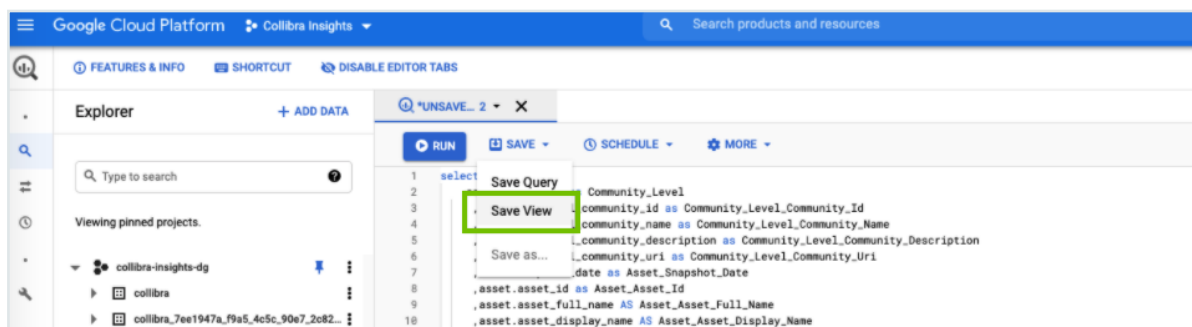 Google Cloud Platform Collibra Insights Search products and resources
FEATURES & INFO SHORTCUT DISABLE EDITOR TABS
Explorer + ADD DATA
*UNSAVE... 2
RUN SAVE SCHEDULE MORE
Type to search
Viewing pinned projects.
collibra-insights-dg
collibra
collibra_7ee1947a_f9a5_4c5c_90e7_2c82...
Save Query
Save View
Save as...
1 select
2 as Community_Level
3 ,community_id as Community_Level_Community_Id
4 ,community_name as Community_Level_Community_Name
5 ,community_description as Community_Level_Community_Description
6 ,community_uri as Community_Level_Community_Uri
7 ,date as Asset_Snapshot_Date
8 ,asset.asset_id as Asset_Asset_Id
9 ,asset.asset_full_name AS Asset_Asset_Full_Name
10 ,asset.asset_display_name AS Asset_Asset_Display_Name